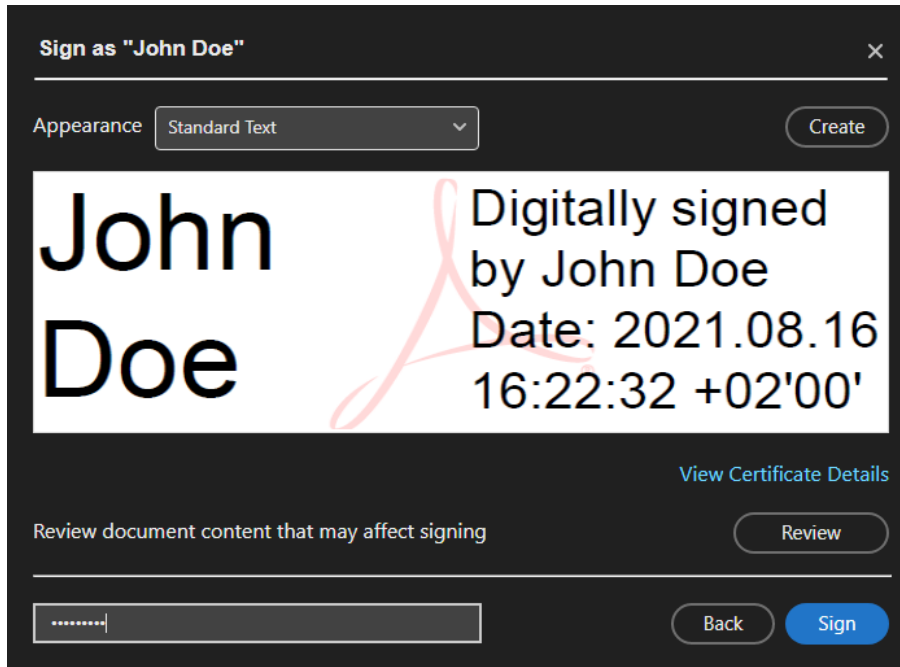 Sign as "John Doe"
Appearance Standard Text Create
John
Doe
Digitally signed
by John Doe
Date: 2021.08.16
16:22:32 +02'00'
View Certificate Details
Review document content that may affect signing Review
Back Sign